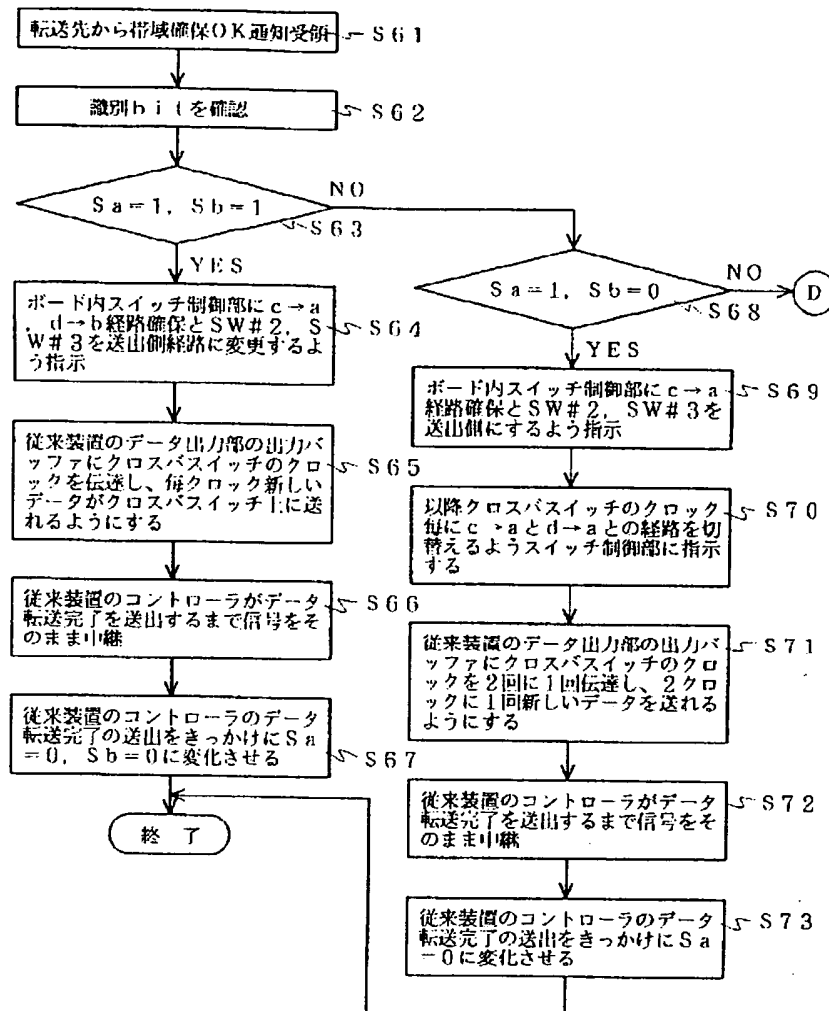 転送先から帯域確保OK通知受領
S61
識別bitを確認
S62
Sa=1, Sb=1
S63
NO
YES
ボード内スイッチ制御部にc→a
, d→b経路確保とSW#2, S
W#3を送出側経路に変更するよ
う指示
S64
従来装置のデータ出力部の出力バ
ッファにクロスバスイッチのクロ
ックを伝達し、毎クロック新しい
データがクロスバスイッチ上に送
れるようにする
S65
従来装置のコントローラがデータ
転送完了を送出するまで信号をそ
のまま中継
S66
従来装置のコントローラのデータ
転送完了の送出をきっかけにSa
=0, Sb=0に変化させる
S67
終了
Sa=1, Sb=0
S68
NO
D
YES
ボード内スイッチ制御部にc→a
経路確保とSW#2, SW#3を
送出側にするよう指示
S69
以降クロスバスイッチのクロック
毎にc→aとd→aとの経路を切
替えるようスイッチ制御部に指示
する
S70
従来装置のデータ出力部の出力バ
ッファにクロスバスイッチのクロ
ックを2回に1回伝達し、2クロ
ックに1回新しいデータを送れる
ようにする
S71
従来装置のコントローラがデータ
転送完了を送出するまで信号をそ
のまま中継
S72
従来装置のコントローラのデータ
転送完了の送出をきっかけにSa
=0に変化させる
S73